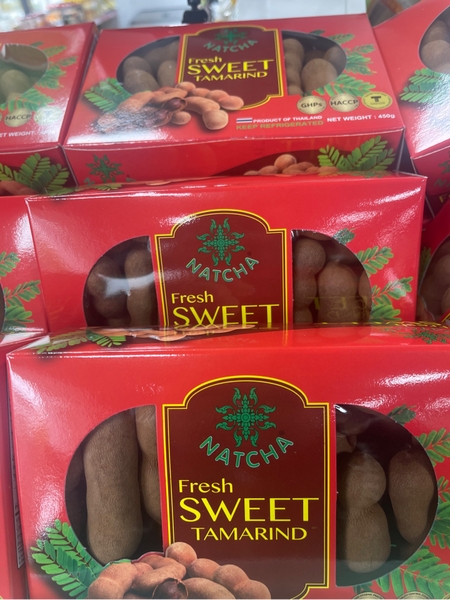 NATCHA
Fresh
SWEET
TAMARIND
GHPs
HACCP
PRODUCT OF THAILAND
KEEP REFRIGERATED
NET WEIGHT : 450g
HACCP
NATCHA
Fresh
SWEET
NATCHA
Fresh
SWEET
TAMARIND